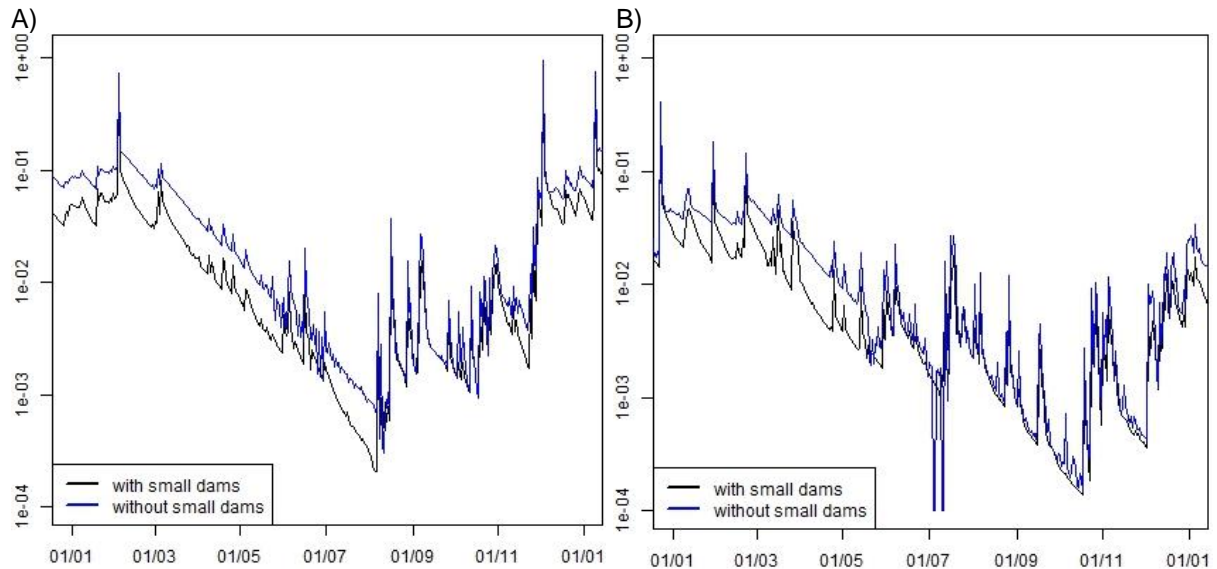 A)
1e+00
1e-01
1e-02
1e-03
1e-04
with small dams
without small dams
01/01
01/03
01/05
01/07
01/09
01/11
01/01
B)
1e+00
1e-01
1e-02
1e-03
1e-04
with small dams
without small dams
01/01
01/03
01/05
01/07
01/09
01/11
01/01